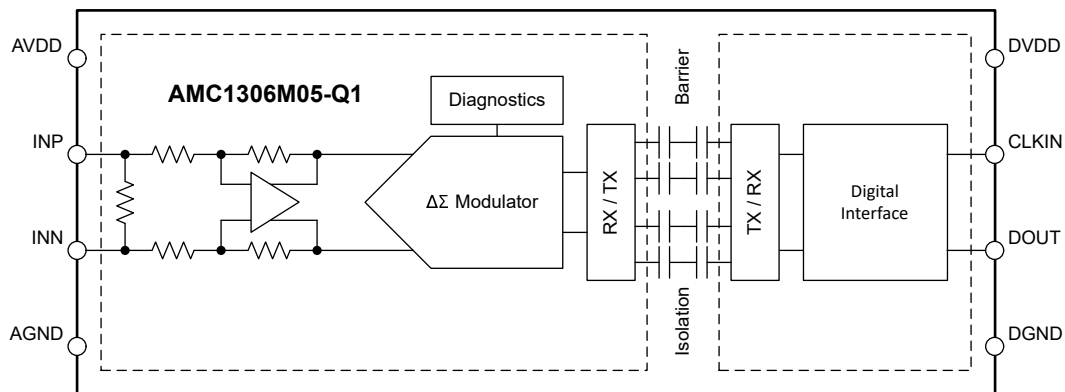 AVDD
DVDD
AMC1306M05-Q1
Diagnostics
Barrier
INP
CLKIN
ΔΣ Modulator
RX / TX
TX / RX
Digital
Interface
INN
DOUT
Isolation
AGND
DGND